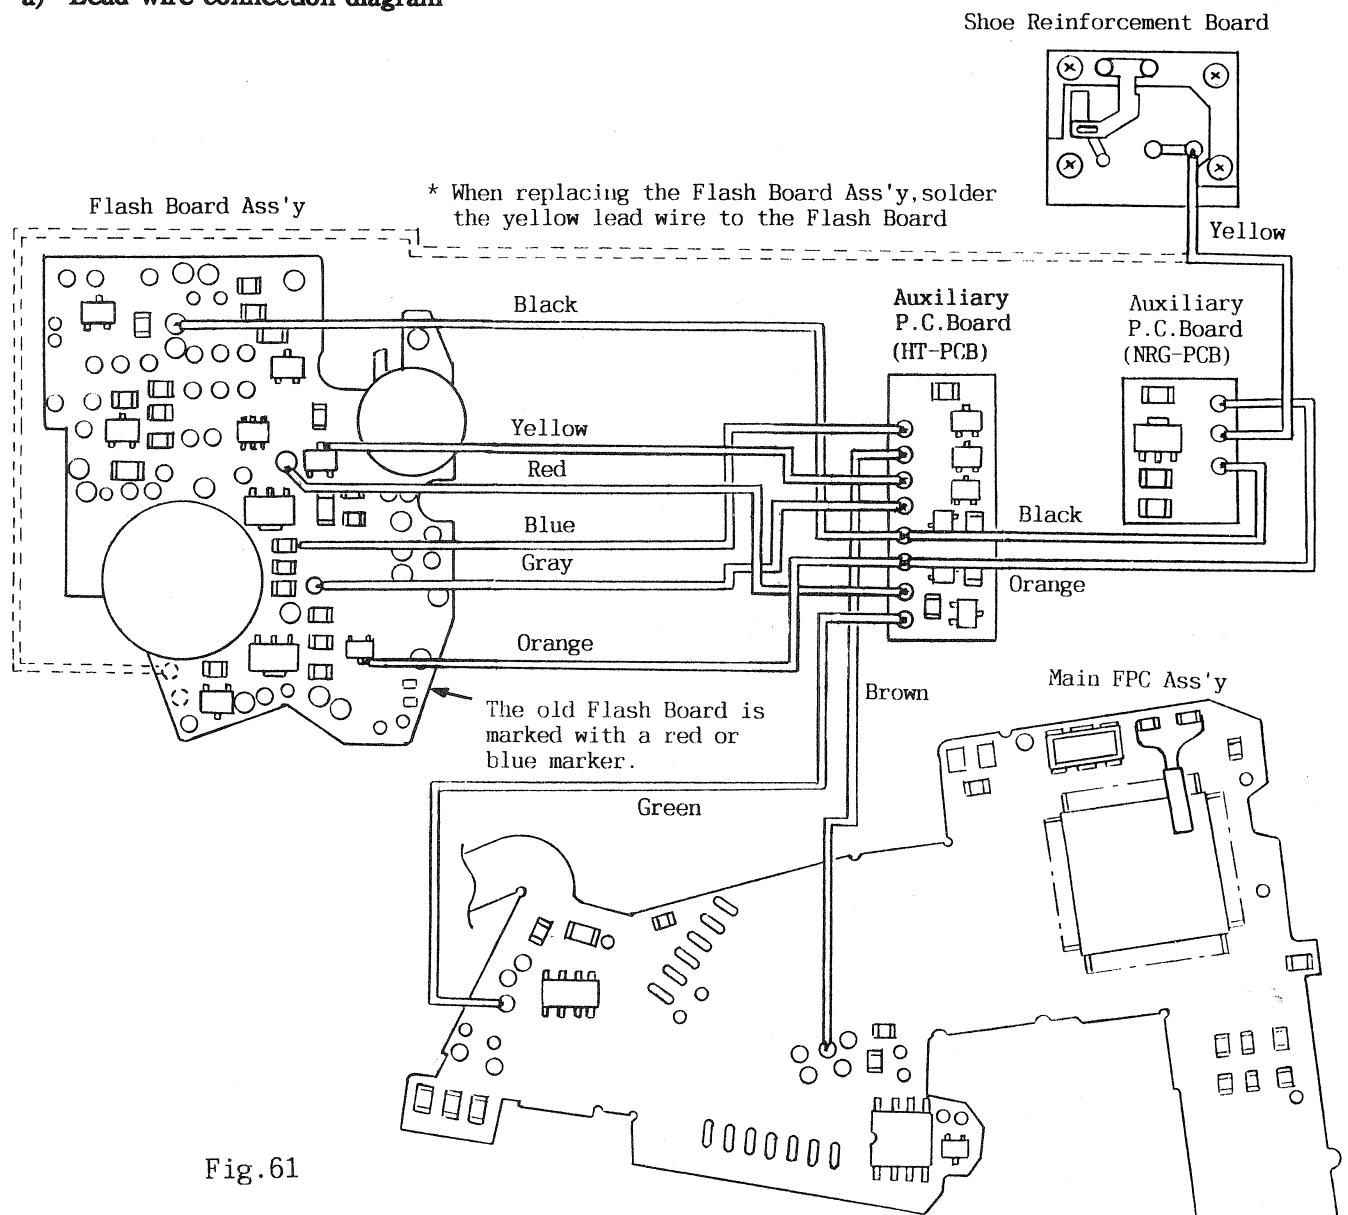 a) Lead wire connection diagram
Shoe Reinforcement Board
* When replacing the Flash Board Ass'y,solder
the yellow lead wire to the Flash Board
Flash Board Ass'y
Yellow
Black
Auxiliary
P.C.Board
(HT-PCB)
Auxiliary
P.C.Board
(NRG-PCB)
Yellow
Red
Blue
Black
Gray
Orange
Orange
Brown
Main FPC Ass'y
The old Flash Board is
marked with a red or
blue marker.
Green
Fig.61